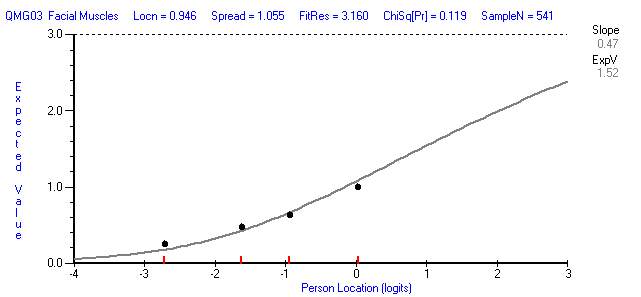 QMG03 Facial Muscles Locn = 0.946 Spread = 1.055 FitRes = 3.160 ChiSq[Pr] = 0.119 SampleN = 541
Slope
0.47
ExpV
1.52
3.0
2.0
1.0
0.0
Expected Value
-4 -3 -2 -1 0 1 2 3
Person Location (logits)